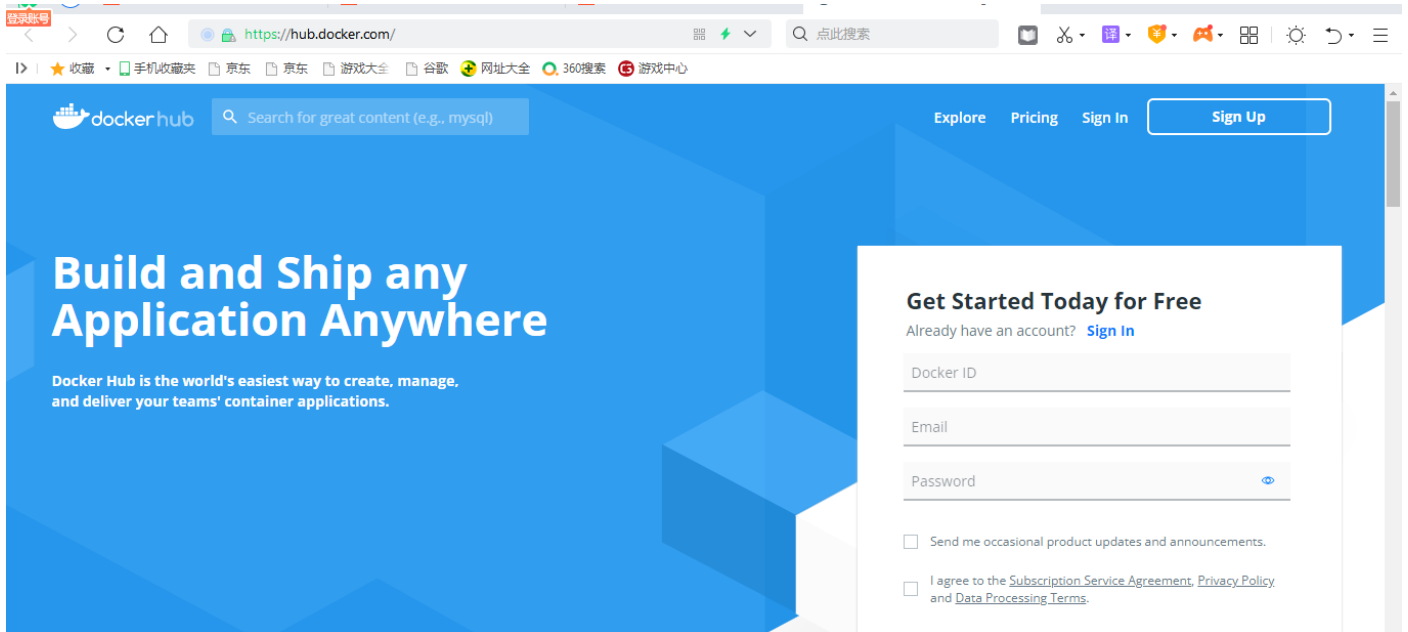 登录账号
https://hub.docker.com/
点此搜索
译
收藏 手机收藏夹 京东 京东 游戏大全 谷歌 网址大全 360搜索 游戏中心
dockerhub
Search for great content (e.g., mysql)
Explore Pricing Sign In Sign Up
Build and Ship any
Application Anywhere
Docker Hub is the world's easiest way to create, manage,
and deliver your teams' container applications.
Get Started Today for Free
Already have an account? Sign In
Docker ID
Email
Password
Send me occasional product updates and announcements.
I agree to the Subscription Service Agreement, Privacy Policy
and Data Processing Terms.